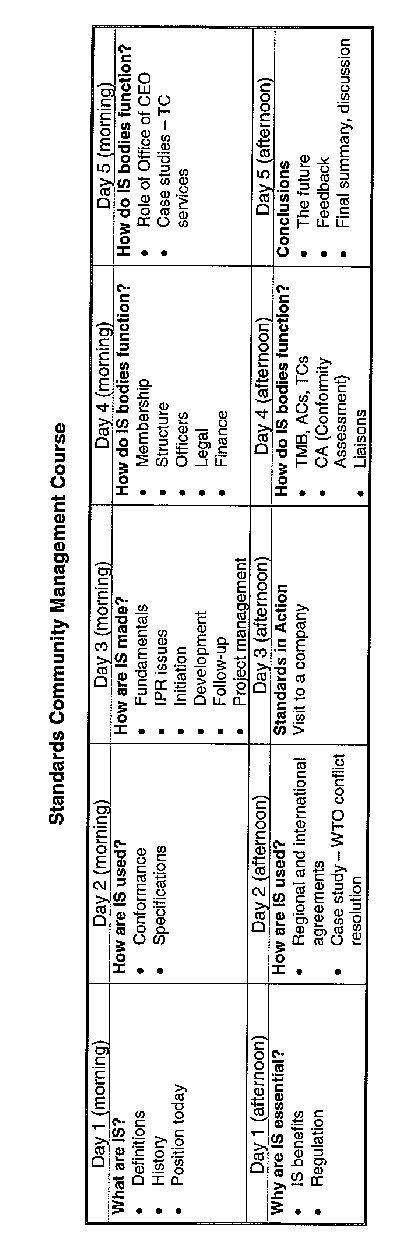 Standards Community Management Course
Day 1 (morning)
What are IS?
• Definitions
• History
• Position today
Day 2 (morning)
How are IS used?
• Conformance
• Specifications
Day 3 (morning)
How are IS made?
• Fundamentals
• IPR issues
• Initiation
• Development
• Follow-up
• Project management
Day 4 (morning)
How do IS bodies function?
• Membership
• Structure
• Officers
• Legal
• Finance
Day 5 (morning)
How do IS bodies function?
• Role of Office of CEO
• Case studies – TC
services
Day 1 (afternoon)
Why are IS essential?
• IS benefits
• Regulation
Day 2 (afternoon)
How are IS used?
• Regional and international
agreements
• Case study – WTO conflict
resolution
Day 3 (afternoon)
Standards in Action
Visit to a company
Day 4 (afternoon)
How do IS bodies function?
• TMB, ACs, TCs
• CA (Conformity
Assessment)
• Liaisons
Day 5 (afternoon)
Conclusions
• The future
• Feedback
• Final summary, discussion